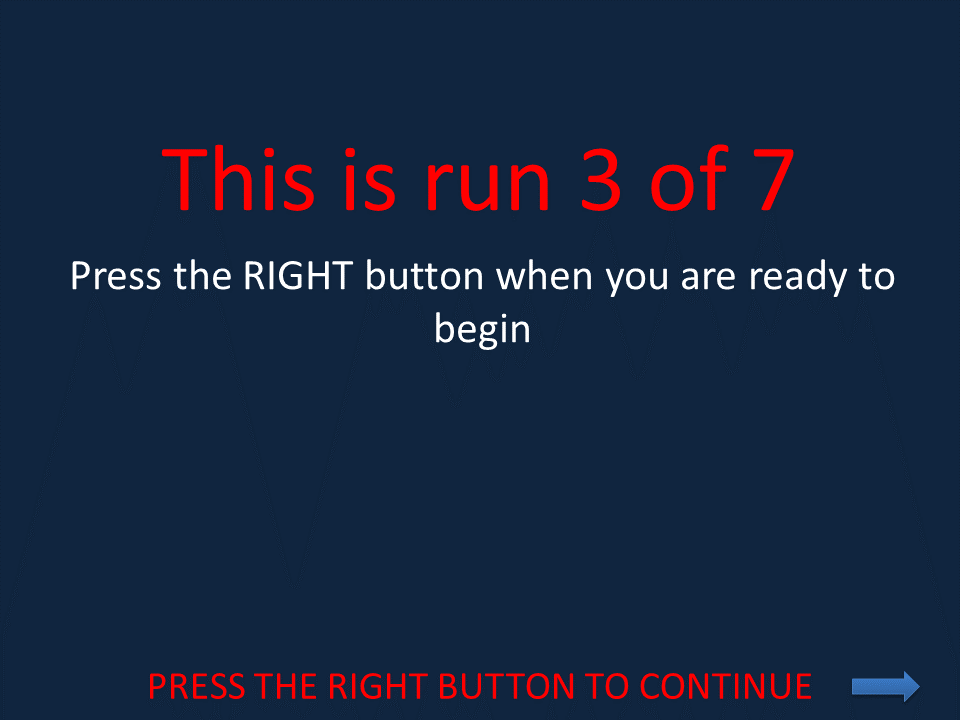 This is run 3 of 7
Press the RIGHT button when you are ready to
begin
PRESS THE RIGHT BUTTON TO CONTINUE